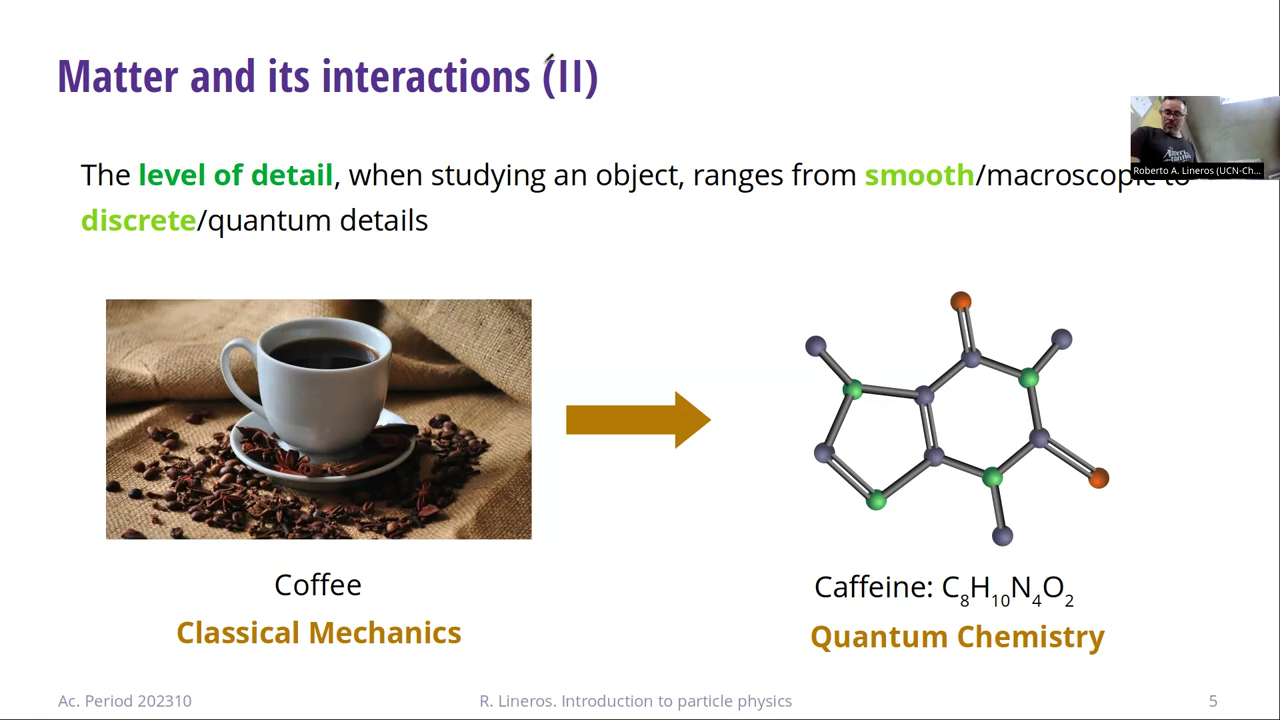 Matter and its interactions (II)
The level of detail, when studying an object, ranges from smooth/macroscopic to
discrete/quantum details
Roberto A. Lineros (UCN-Ch...
Coffee
Classical Mechanics
Caffeine: C8H10N4O2
Quantum Chemistry
Ac. Period 202310
R. Lineros. Introduction to particle physics
5